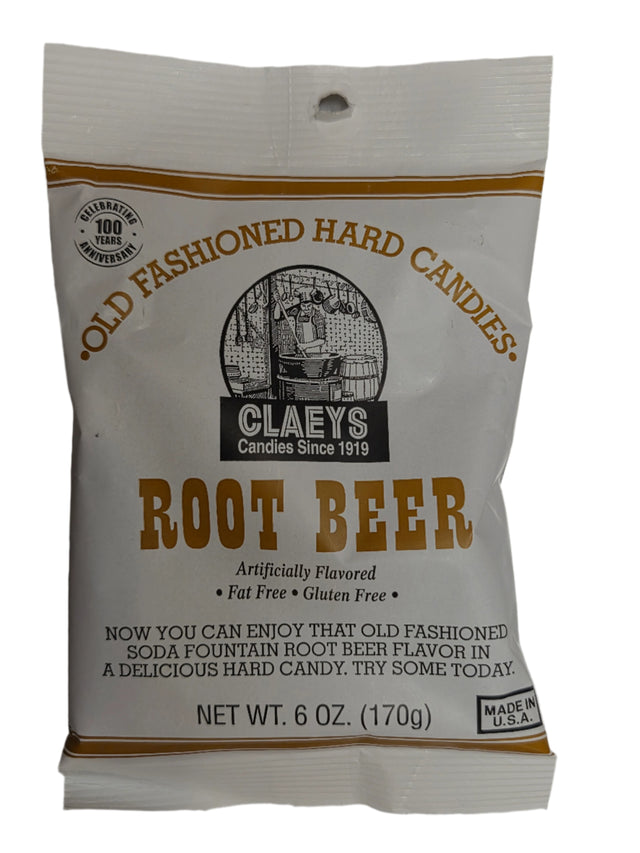 CELEBRATING
100
YEARS
ANNIVERSARY
•OLD FASHIONED HARD CANDIES•
CLAEYS
Candies Since 1919
ROOT BEER
Artificially Flavored
• Fat Free • Gluten Free •
NOW YOU CAN ENJOY THAT OLD FASHIONED
SODA FOUNTAIN ROOT BEER FLAVOR IN
A DELICIOUS HARD CANDY. TRY SOME TODAY.
NET WT. 6 OZ. (170g)
MADE IN
U.S.A.